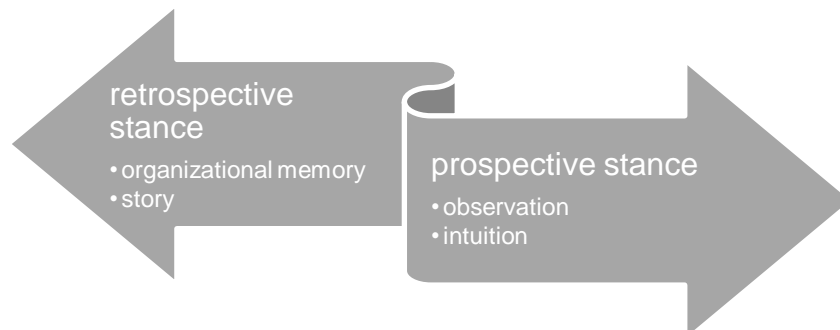 retrospective
stance
• organizational memory
• story
prospective stance
• observation
• intuition